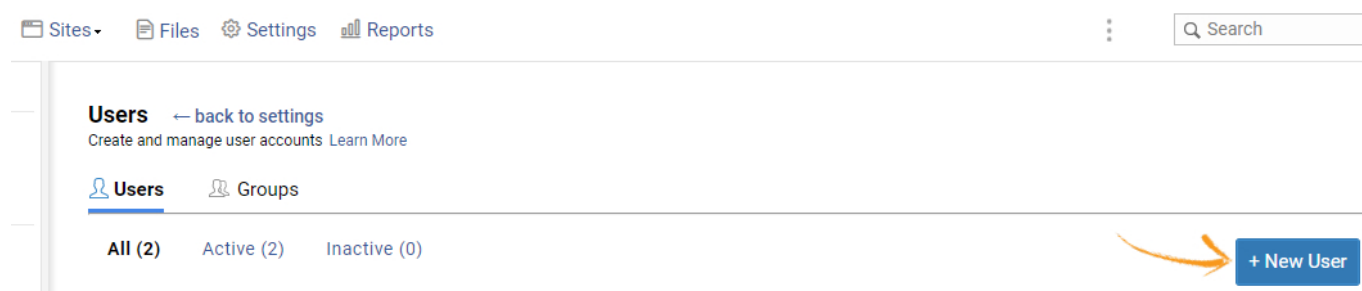 Sites Files Settings Reports Search
Users ← back to settings
Create and manage user accounts Learn More
Users Groups
All (2) Active (2) Inactive (0)
+ New User